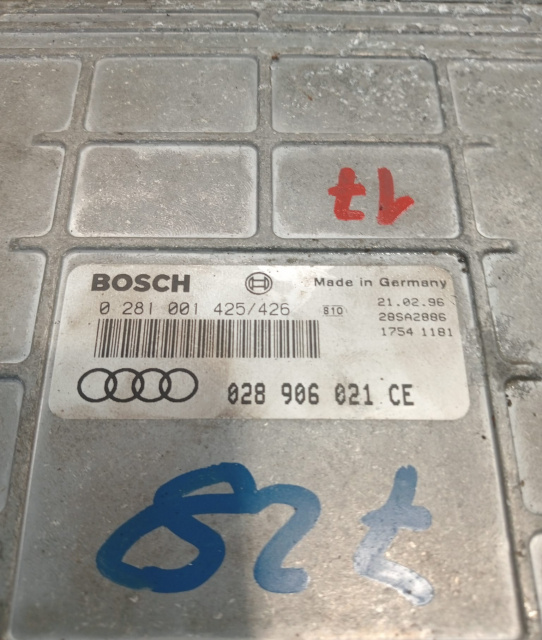 17
BOSCH Made in Germany
0 281 001 425/426 810 21.02.96
28SA2886
1754 1181
028 906 021 CE